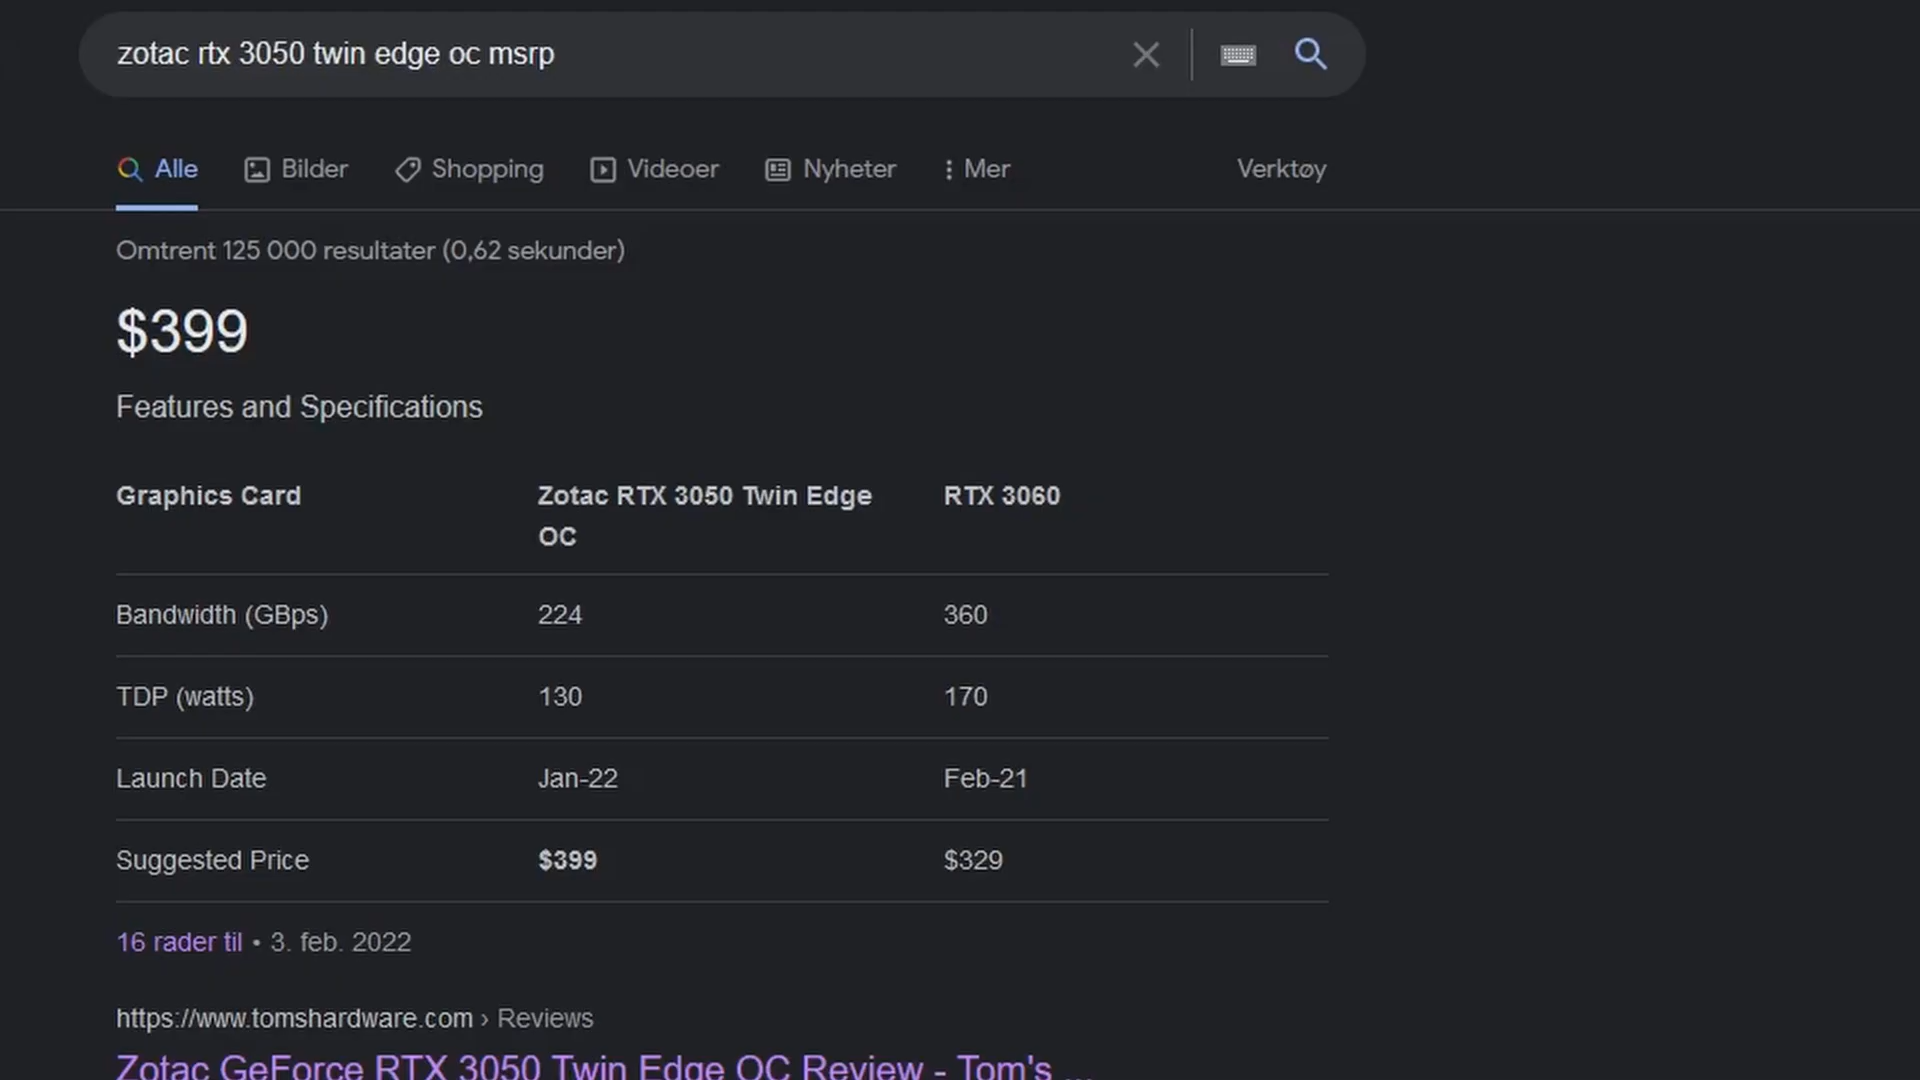 zotac rtx 3050 twin edge oc msrp
Alle Bilder Shopping Videoer Nyheter Mer Verktøy
Omtrent 125 000 resultater (0,62 sekunder)
$399
Features and Specifications
Graphics Card Zotac RTX 3050 Twin Edge RTX 3060
OC
Bandwidth (GBps) 224 360
TDP (watts) 130 170
Launch Date Jan-22 Feb-21
Suggested Price $399 $329
16 rader til • 3. feb. 2022
https://www.tomshardware.com › Reviews
Zotac GeForce RTX 3050 Twin Edge OC Review - Tom's ...